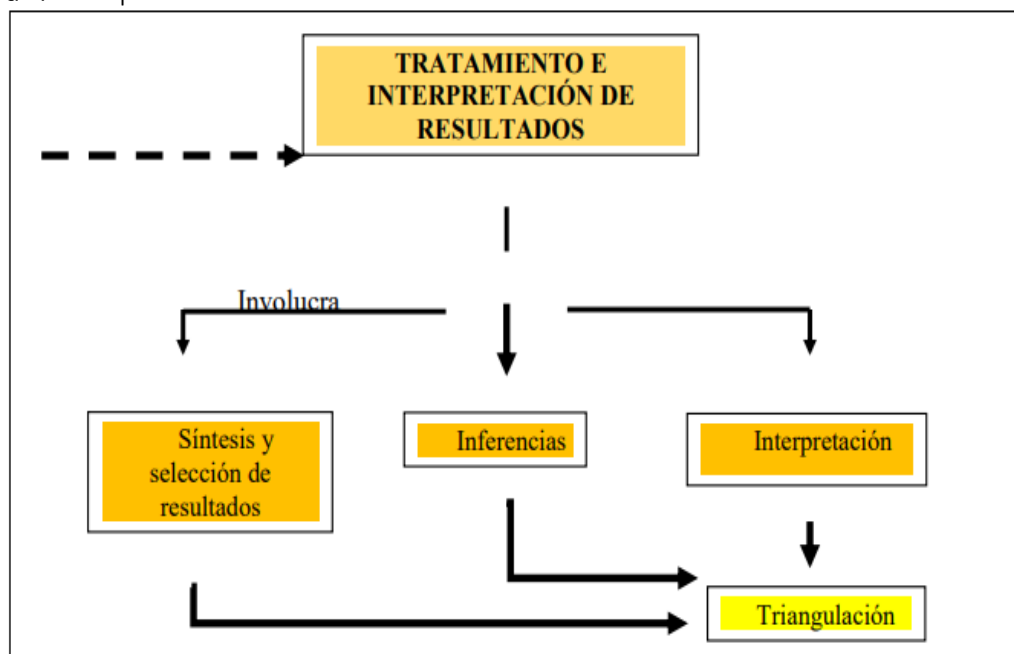 TRATAMIENTO E
INTERPRETACIÓN DE
RESULTADOS
Involucra
Síntesis y
selección de
resultados
Inferencias
Interpretación
Triangulación